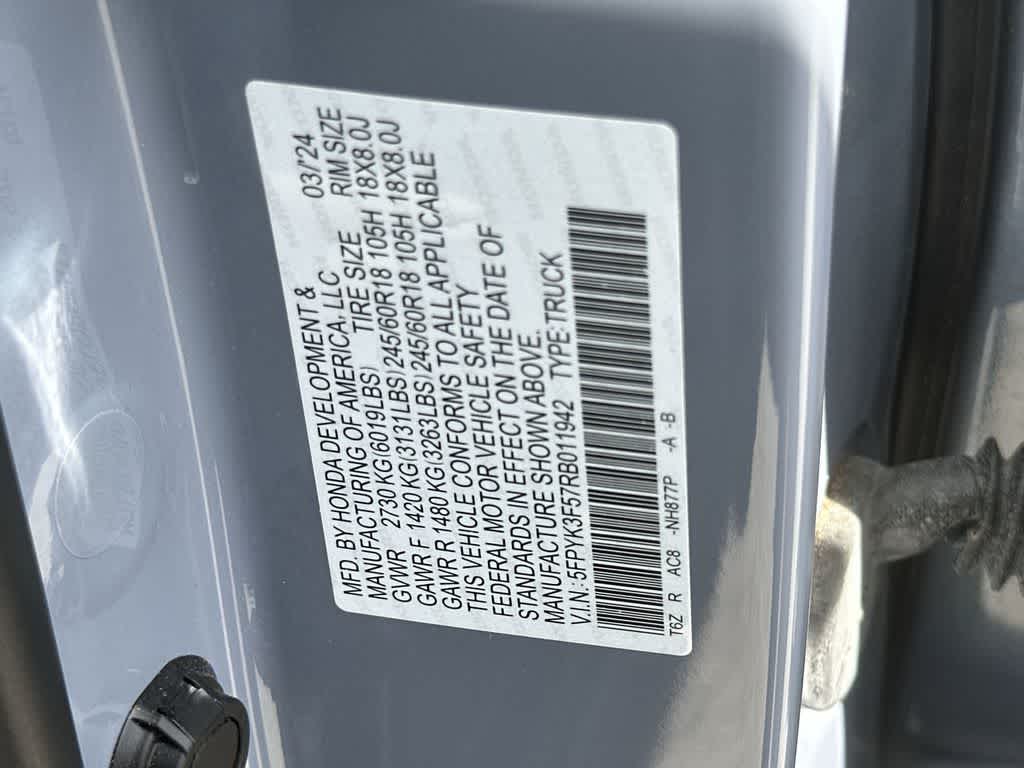 MFD. BY HONDA DEVELOPMENT &
MANUFACTURING OF AMERICA, LLC 03/'24
GVWR 2730 KG(6019LBS) TIRE SIZE RIM SIZE
GAWR F 1420 KG(3131LBS) 245/60R18 105H 18X8.0J
GAWR R 1480 KG(3263LBS) 245/60R18 105H 18X8.0J
THIS VEHICLE CONFORMS TO ALL APPLICABLE
FEDERAL MOTOR VEHICLE SAFETY
STANDARDS IN EFFECT ON THE DATE OF
MANUFACTURE SHOWN ABOVE.
V.I.N.: 5FPYK3F57RB011942 TYPE:TRUCK
T6Z R AC8 -NH877P -A -B